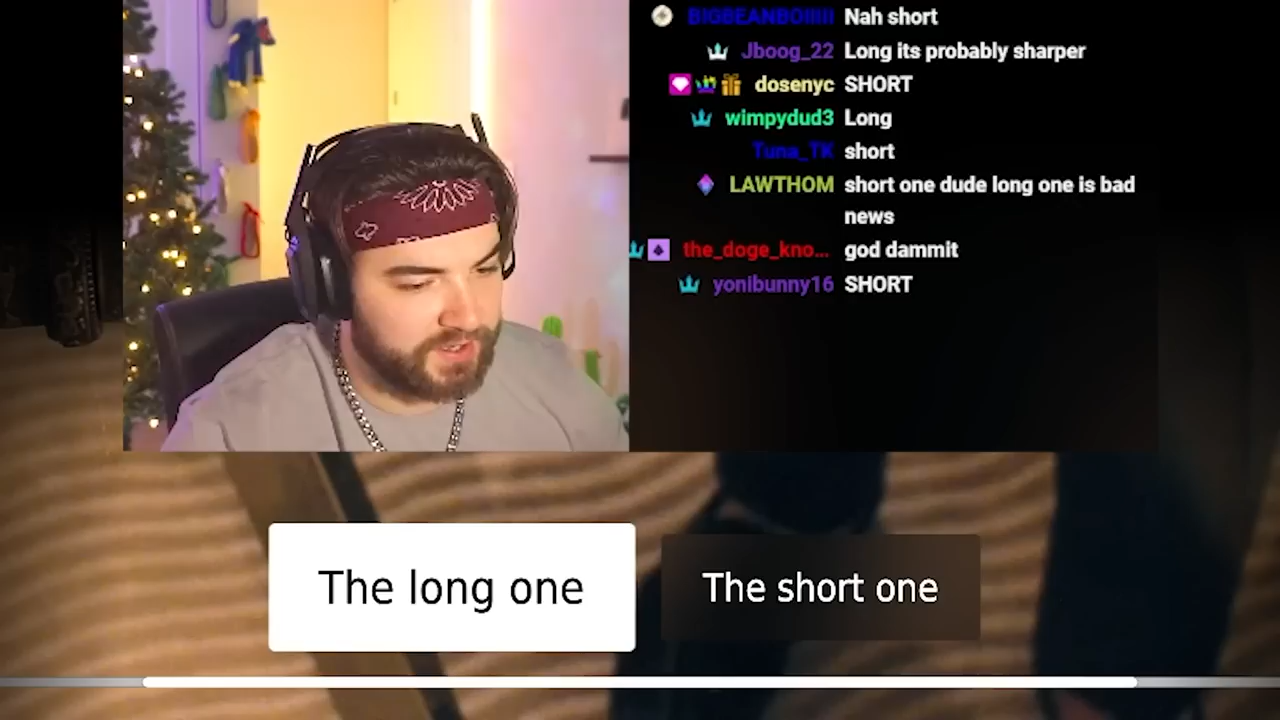 BIGBEANBOIIIIII Nah short
Jboog_22 Long its probably sharper
dosenyc SHORT
wimpydud3 Long
Tuna_TK short
LAWTHOM short one dude long one is bad
news
the_doge_kno... god dammit
yonibunny16 SHORT
The long one
The short one